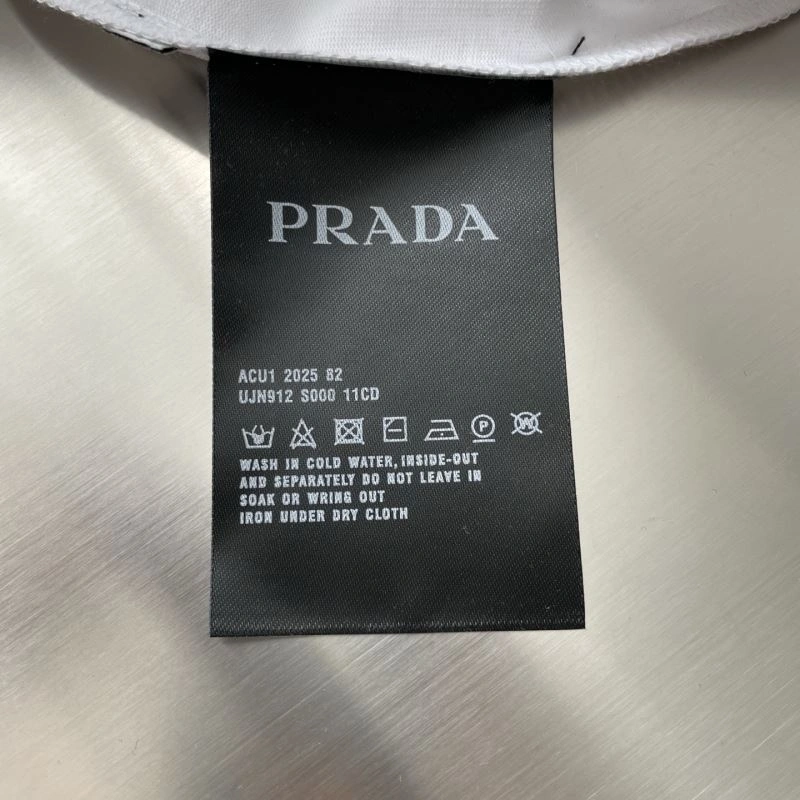 PRADA
ACU1 2025 82
UJN912 S000 11CD
P W
WASH IN COLD WATER, INSIDE-OUT
AND SEPARATELY DO NOT LEAVE IN
SOAK OR WRING OUT
IRON UNDER DRY CLOTH